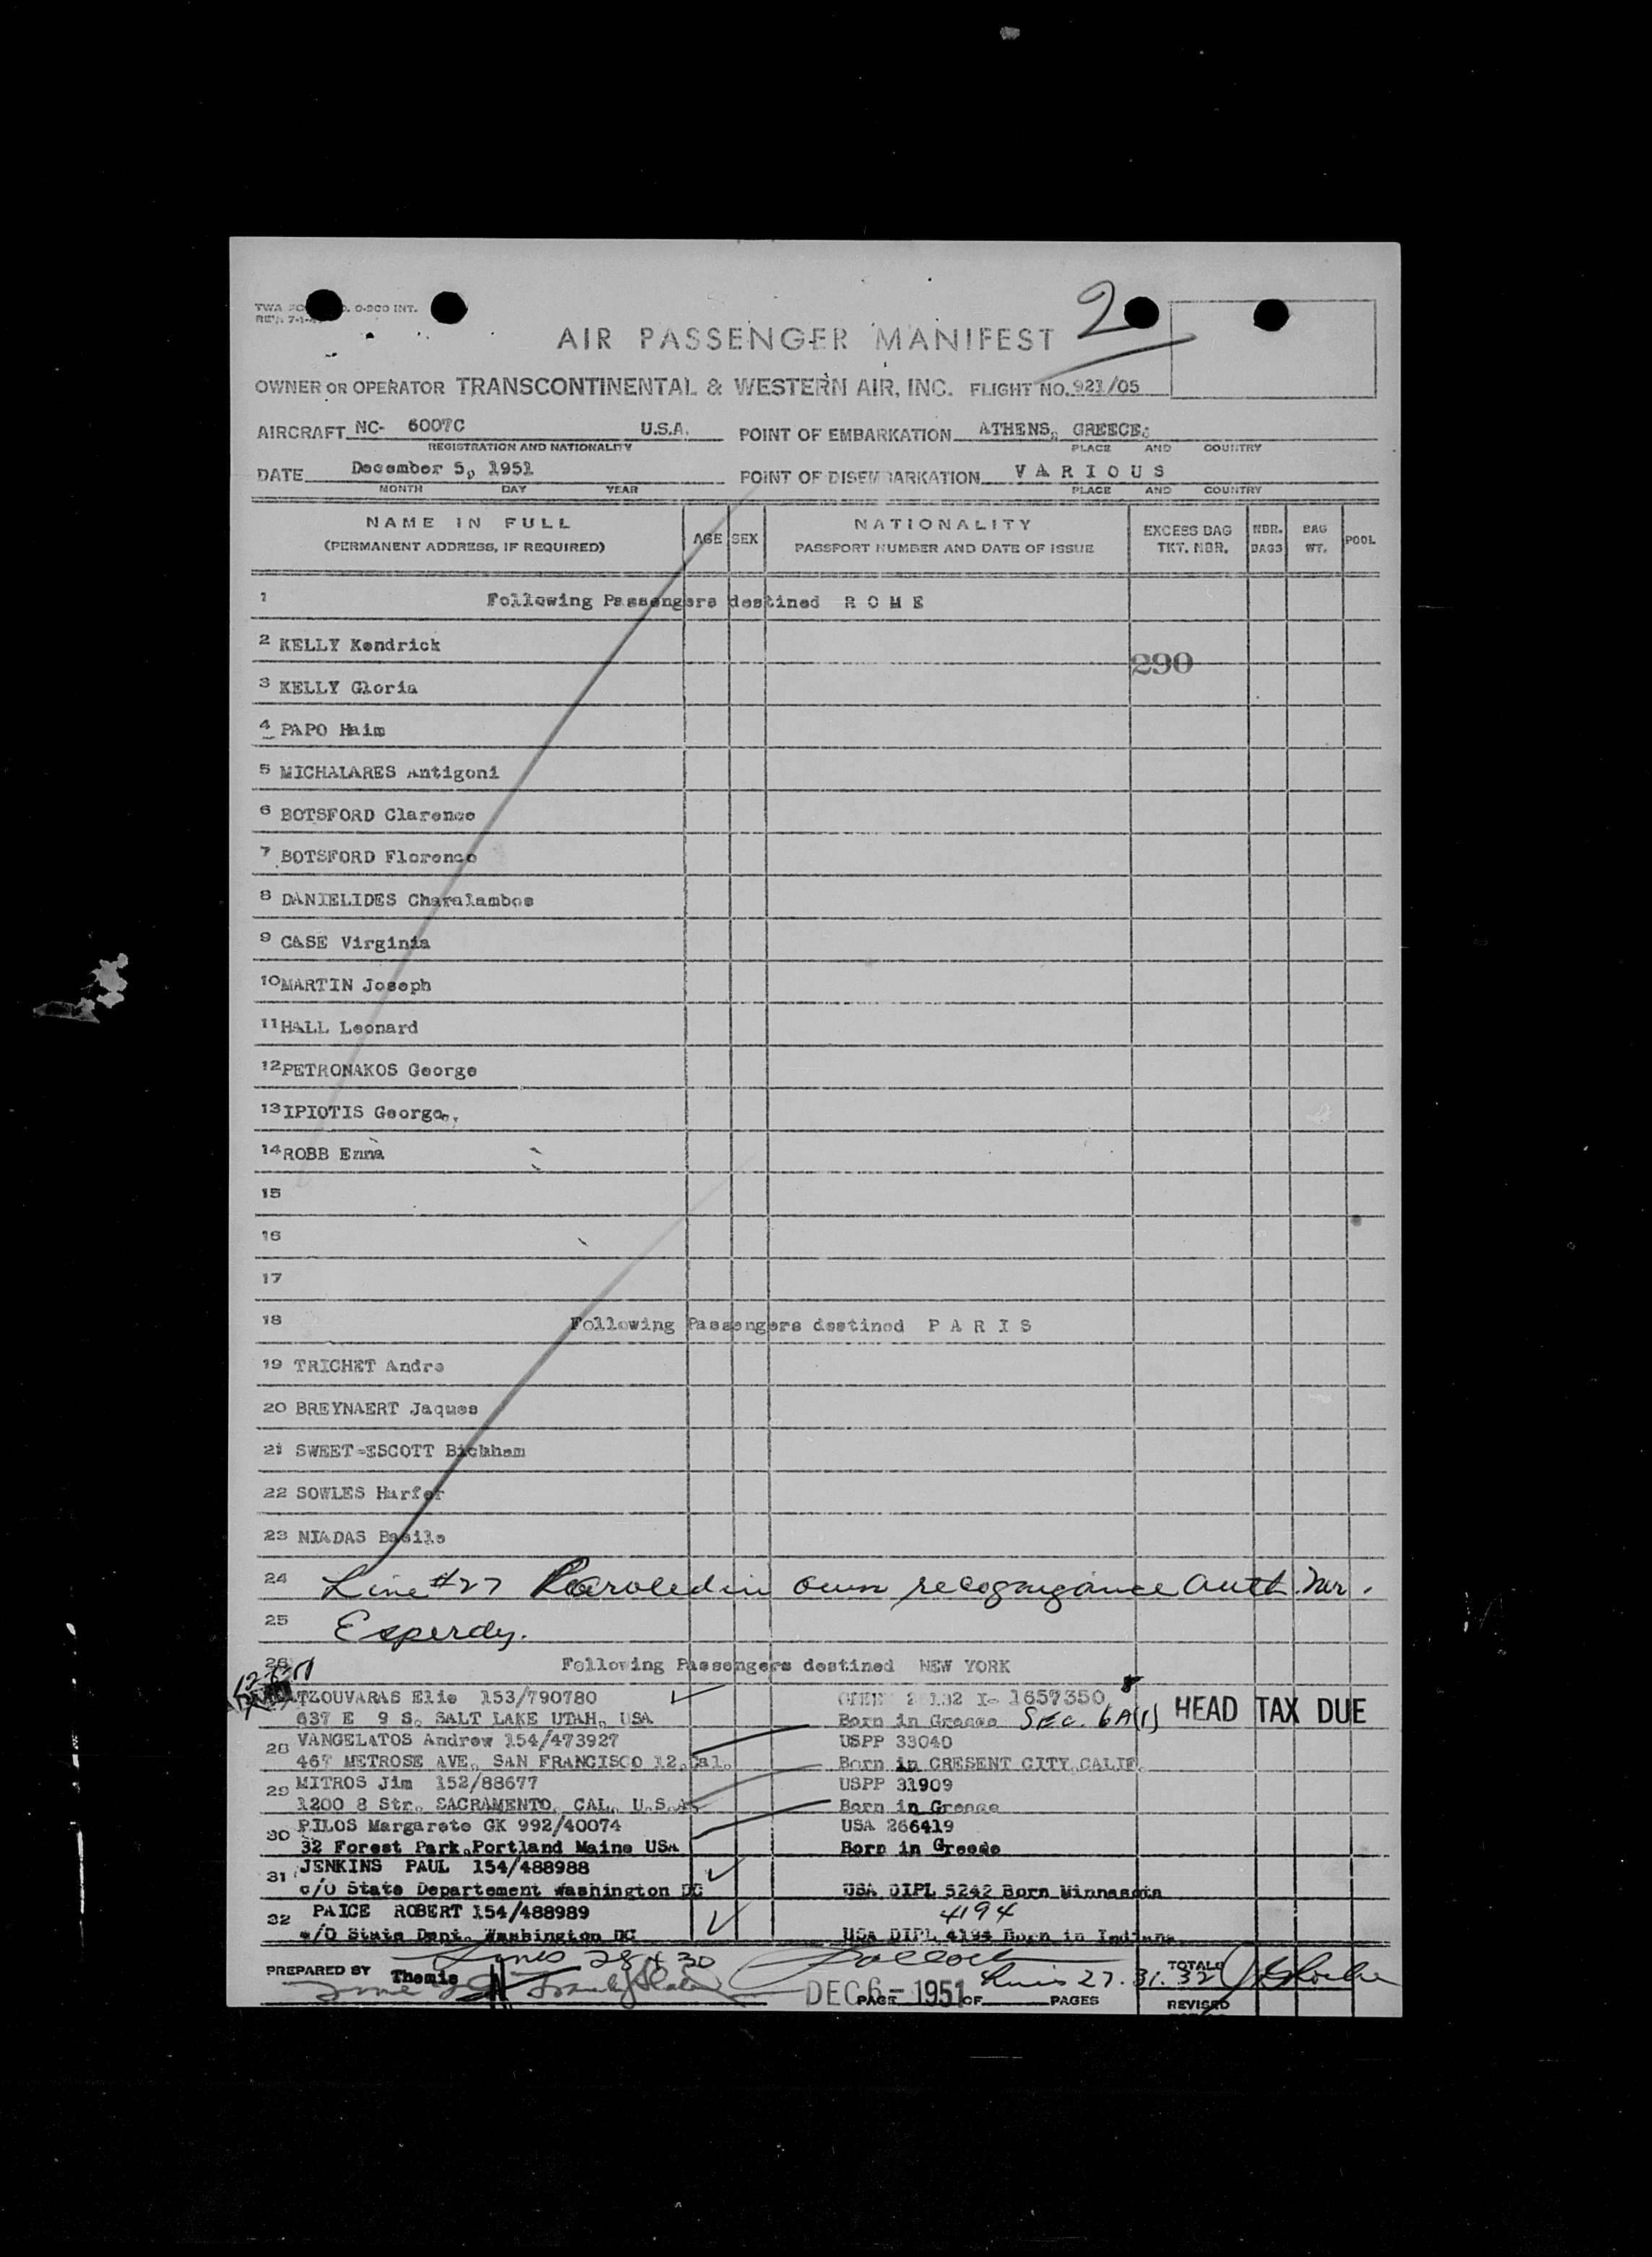 2
TWA O-900 INT.
AIR PASSENGER MANIFEST
OWNER OR OPERATOR TRANSCONTINENTAL & WESTERN AIR, INC. FLIGHT NO. 921/05
AIRCRAFT NC- 6007C U.S.A. POINT OF EMBARKATION ATHENS, GREECE
REGISTRATION AND NATIONALITY PLACE AND COUNTRY
DATE December 5, 1951 POINT OF DISEMBARKATION V A R I O U S
MONTH DAY YEAR PLACE AND COUNTRY
NAME IN FULL AGE SEX NATIONALITY EXCESS BAG NBR. BAG POOL
(PERMANENT ADDRESS, IF REQUIRED) PASSPORT NUMBER AND DATE OF ISSUE TKT. NBR. BAGS WT.
1 Following Passengers destined R O M E
2 KELLY Kendrick
290
3 KELLY Gloria
4 PAPO Haim
5 MICHALARES Antigoni
6 BOTSFORD Clarence
7 BOTSFORD Florence
8 DANIELIDES Charalambos
9 CASE Virginia
10 MARTIN Joseph
11 HALL Leonard
12 PETRONAKOS George
13 IPIOTIS George
14 ROBB Enna
15
16
17
18 Following Passengers destined P A R I S
19 TRICHET Andre
20 BREYNAERT Jaques
21 SWEET-ESCOTT Bickham
22 SOWLES Harfer
23 NIADAS Basile
24 Line #27 Paroled in own recognizance auth. Mr.
25 Esperdy.
26 Following Passengers destined NEW YORK
TZOUVARAS Elie 153/790780 I- 1657350 HEAD TAX DUE
637 E 9 S. SALT LAKE UTAH. USA Born in Greece Sec. 6A(1)
28 VANGELATOS Andrew 154/473927 USPP 33040
467 METROSE AVE. SAN FRANCISCO 12.Cal. Born in CRESENT CITY.CALIF.
29 MITROS Jim 152/88677 USPP 31909
1200 8 Str. SACRAMENTO. CAL. U.S.A. Born in Greece
30 PILOS Margarete GK 992/40074 USA 266419
32 Forest Park.Portland Maine USA Born in Greece
31 JENKINS PAUL 154/488988
c/O State Departement Washington DC USA DIPL 5242 Born Minnesota
32 PAICE ROBERT 154/488989 4194
c/O State Dept. Washington DC USA DIPL 4194 Born in Indiana
Lines 28 & 30
PREPARED BY Themis Lines 27. 31. 32 TOTALS
DEC 6 - 1951 PAGE OF PAGES REVISED